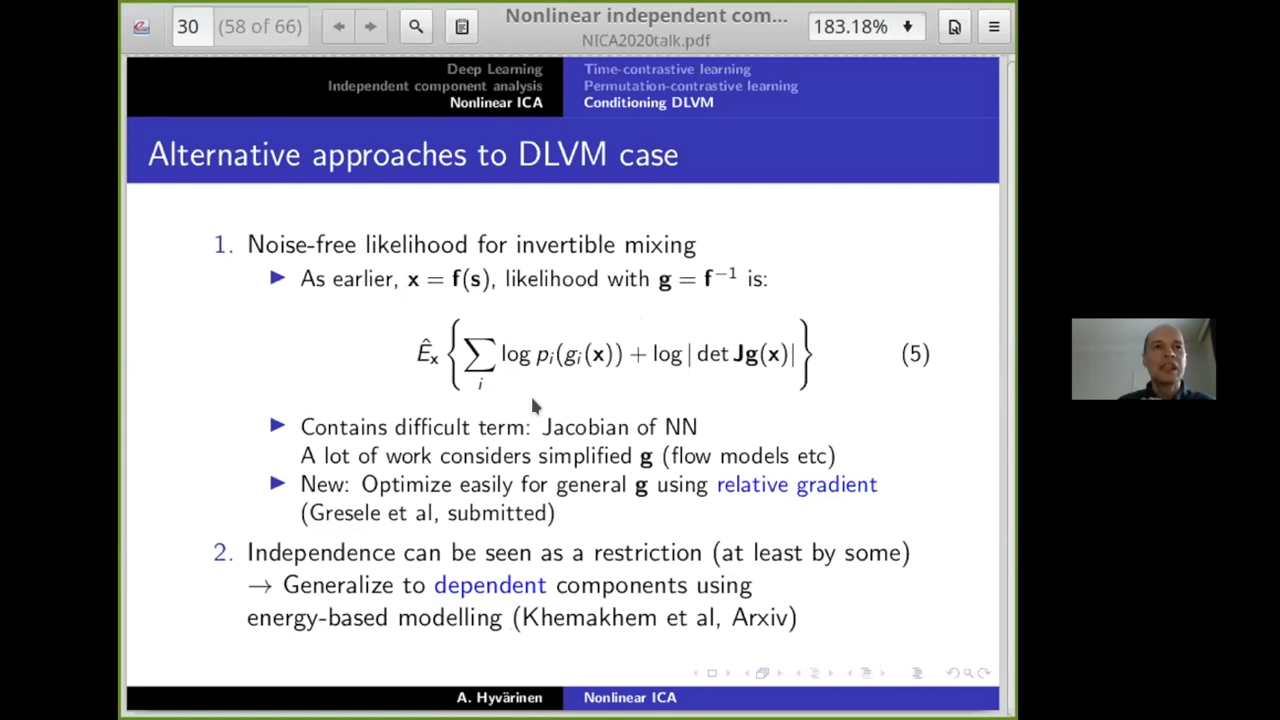 30 (58 of 66)
Nonlinear independent com...
NICA2020talk.pdf
183.18%
Deep Learning
Independent component analysis
Nonlinear ICA
Time-contrastive learning
Permutation-contrastive learning
Conditioning DLVM
Alternative approaches to DLVM case
1. Noise-free likelihood for invertible mixing
▶ As earlier, x = f(s), likelihood with g = f⁻¹ is:
Êₓ { ∑ᵢ log pᵢ(gᵢ(x)) + log | det Jg(x)| } (5)
▶ Contains difficult term: Jacobian of NN
A lot of work considers simplified g (flow models etc)
▶ New: Optimize easily for general g using relative gradient
(Gresele et al, submitted)
2. Independence can be seen as a restriction (at least by some)
→ Generalize to dependent components using
energy-based modelling (Khemakhem et al, Arxiv)
A. Hyvärinen
Nonlinear ICA